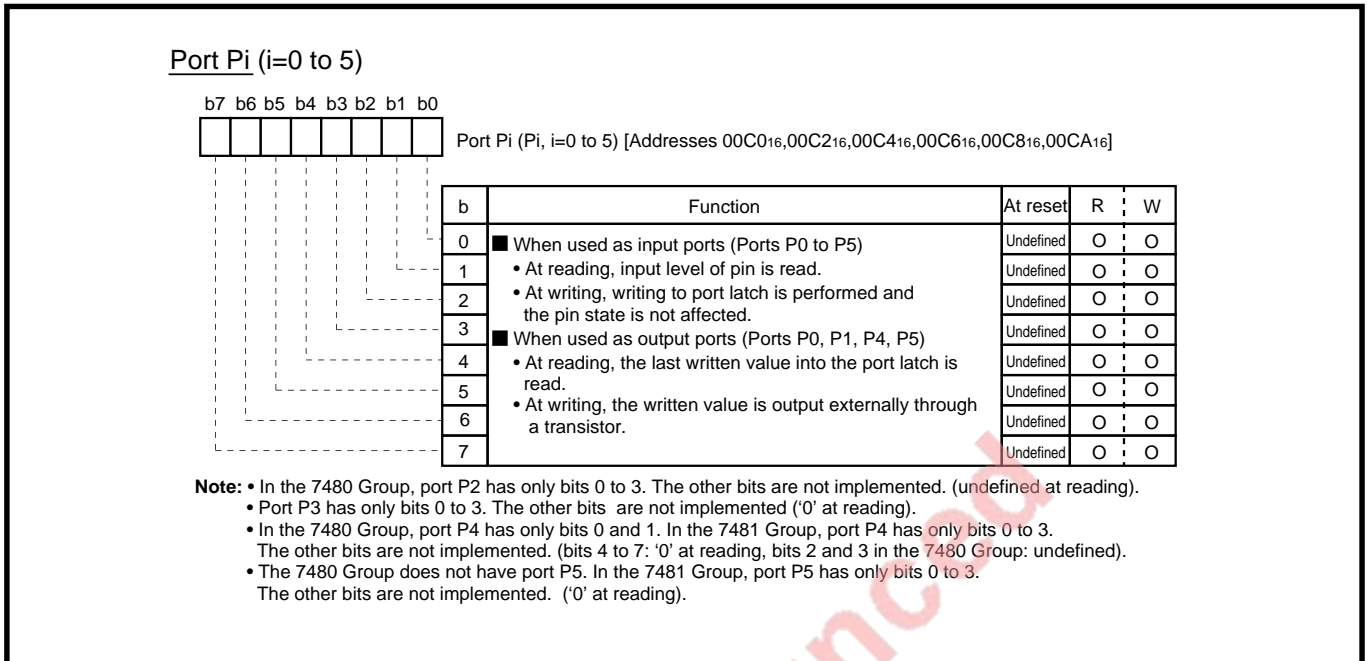 Port Pi (i=0 to 5)
b7 b6 b5 b4 b3 b2 b1 b0
Port Pi (Pi, i=0 to 5) [Addresses 00C016,00C216,00C416,00C616,00C816,00CA16]
b Function At reset R W
0 ■ When used as input ports (Ports P0 to P5) Undefined O O
1 • At reading, input level of pin is read. Undefined O O
2 • At writing, writing to port latch is performed and Undefined O O
the pin state is not affected.
3 ■ When used as output ports (Ports P0, P1, P4, P5) Undefined O O
4 • At reading, the last written value into the port latch is Undefined O O
5 read. Undefined O O
• At writing, the written value is output externally through
6 a transistor. Undefined O O
7 Undefined O O
Note: • In the 7480 Group, port P2 has only bits 0 to 3. The other bits are not implemented. (undefined at reading).
• Port P3 has only bits 0 to 3. The other bits are not implemented (‘0’ at reading).
• In the 7480 Group, port P4 has only bits 0 and 1. In the 7481 Group, port P4 has only bits 0 to 3.
The other bits are not implemented. (bits 4 to 7: ‘0’ at reading, bits 2 and 3 in the 7480 Group: undefined).
• The 7480 Group does not have port P5. In the 7481 Group, port P5 has only bits 0 to 3.
The other bits are not implemented. (‘0’ at reading).
nced